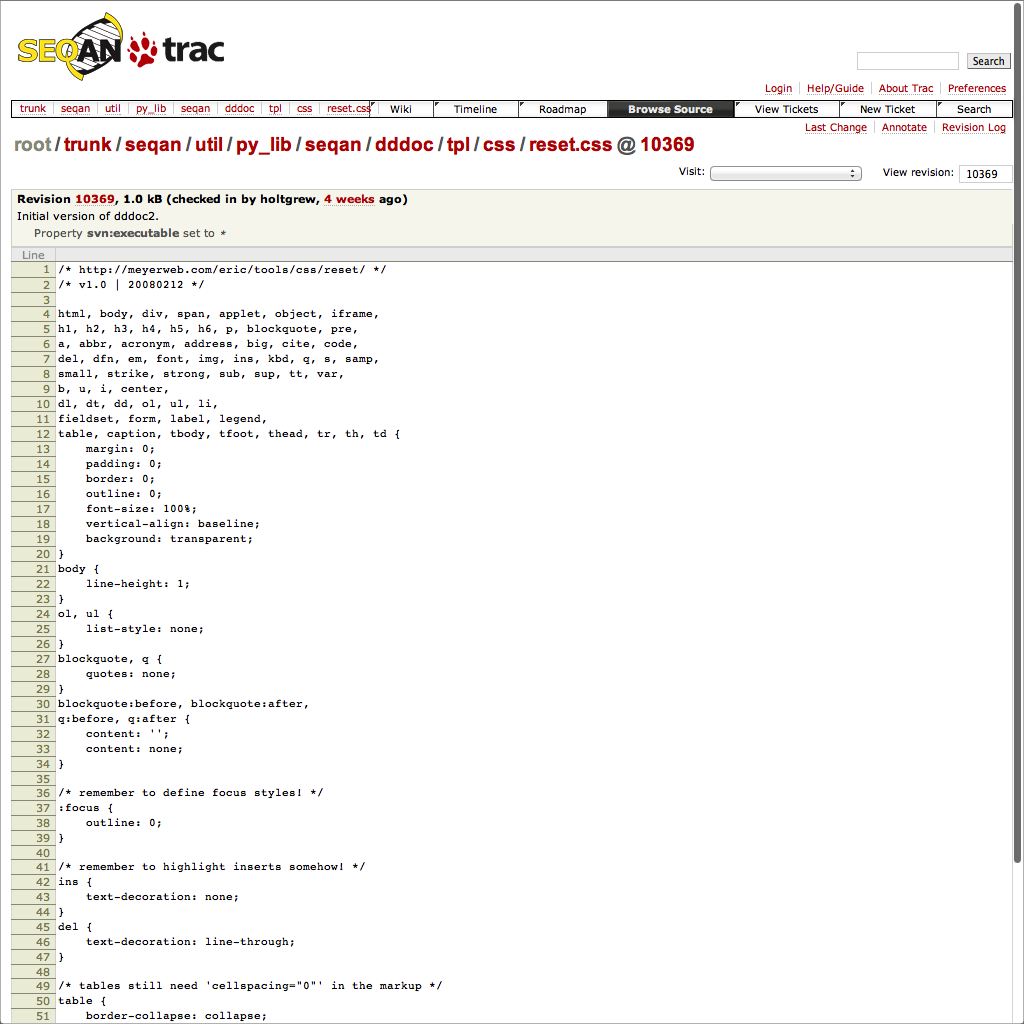 SEQAN trac
Search
Login Help/Guide About Trac Preferences
trunk seqan util py_lib seqan dddoc tpl css reset.css Wiki Timeline Roadmap Browse Source View Tickets New Ticket Search
Last Change Annotate Revision Log
root/trunk/seqan/util/py_lib/seqan/dddoc/tpl/css/reset.css @ 10369
Visit: View revision: 10369
Revision 10369, 1.0 kB (checked in by holtgrew, 4 weeks ago)
Initial version of dddoc2.
Property svn:executable set to *
Line
1 /* http://meyerweb.com/eric/tools/css/reset/ */
2 /* v1.0 | 20080212 */
3
4 html, body, div, span, applet, object, iframe,
5 h1, h2, h3, h4, h5, h6, p, blockquote, pre,
6 a, abbr, acronym, address, big, cite, code,
7 del, dfn, em, font, img, ins, kbd, q, s, samp,
8 small, strike, strong, sub, sup, tt, var,
9 b, u, i, center,
10 dl, dt, dd, ol, ul, li,
11 fieldset, form, label, legend,
12 table, caption, tbody, tfoot, thead, tr, th, td {
13 margin: 0;
14 padding: 0;
15 border: 0;
16 outline: 0;
17 font-size: 100%;
18 vertical-align: baseline;
19 background: transparent;
20 }
21 body {
22 line-height: 1;
23 }
24 ol, ul {
25 list-style: none;
26 }
27 blockquote, q {
28 quotes: none;
29 }
30 blockquote:before, blockquote:after,
31 q:before, q:after {
32 content: '';
33 content: none;
34 }
35
36 /* remember to define focus styles! */
37 :focus {
38 outline: 0;
39 }
40
41 /* remember to highlight inserts somehow! */
42 ins {
43 text-decoration: none;
44 }
45 del {
46 text-decoration: line-through;
47 }
48
49 /* tables still need 'cellspacing="0"' in the markup */
50 table {
51 border-collapse: collapse;